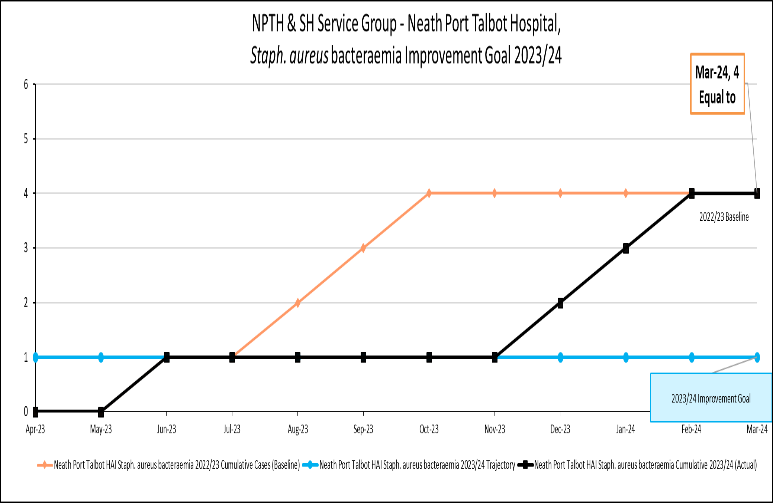 NPTH & SH Service Group - Neath Port Talbot Hospital,
Staph. aureus bacteraemia Improvement Goal 2023/24
Mar-24, 4
Equal to
6
5
4
3
2
1
0
2022/23 Baseline
2023/24 Improvement Goal
Apr-23 May-23 Jun-23 Jul-23 Aug-23 Sep-23 Oct-23 Nov-23 Dec-23 Jan-24 Feb-24 Mar-24
Neath Port Talbot HAI Staph. aureus bacteraemia 2022/23 Cumulative Cases (Baseline) Neath Port Talbot HAI Staph. aureus bacteraemia 2023/24 Trajectory Neath Port Talbot HAI Staph. aureus bacteraemia Cumulative 2023/24 (Actual)